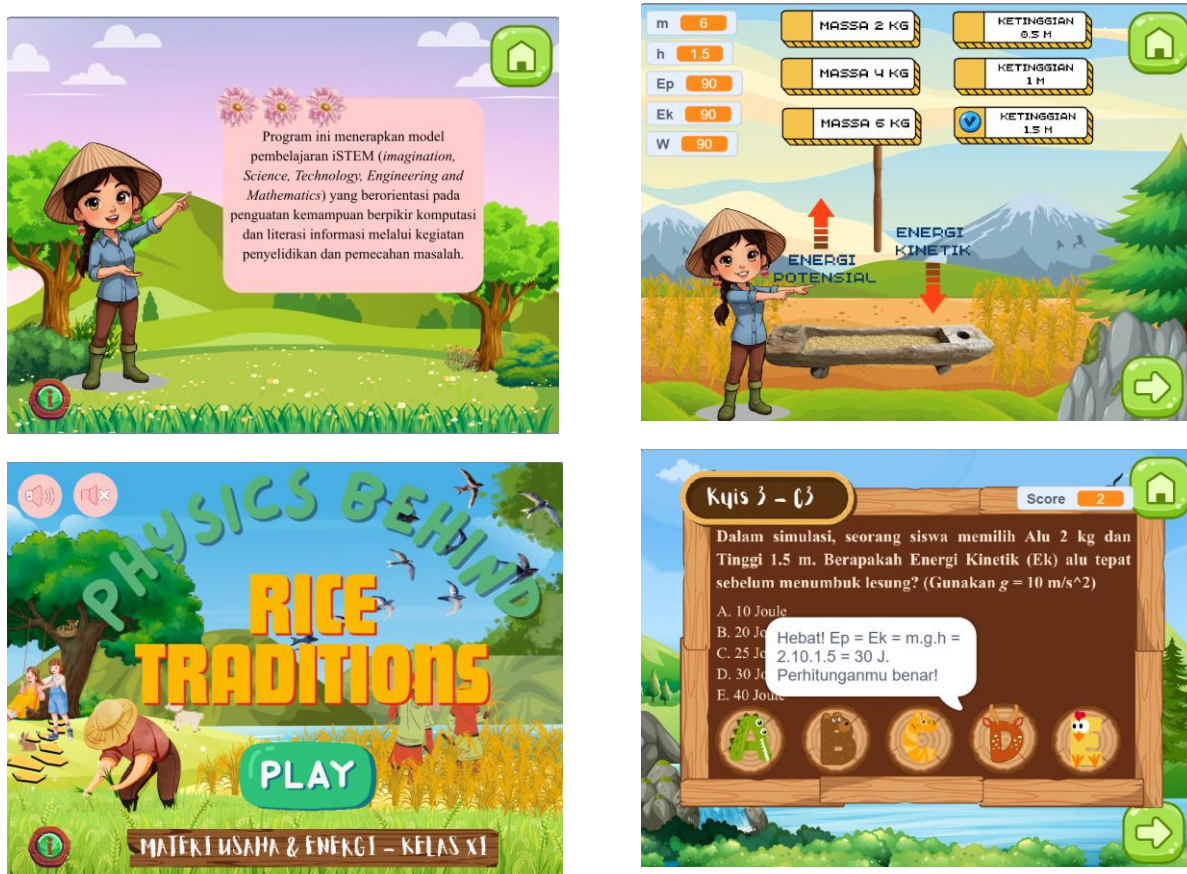 Program ini menerapkan model
pembelajaran iSTEM (imagination,
Science, Technology, Engineering and
Mathematics) yang berorientasi pada
penguatan kemampuan berpikir komputasi
dan literasi informasi melalui kegiatan
penyelidikan dan pemecahan masalah.
m 6
h 1.5
Ep 90
Ek 90
W 90
MASSA 2 KG
MASSA 4 KG
MASSA 6 KG
KETINGGIAN
0.5 M
KETINGGIAN
1 M
KETINGGIAN
1.5 M
ENERGI
POTENSIAL
ENERGI
KINETIK
PHYSICS BEHIND
RICE
TRADITIONS
PLAY
MATERI USAHA & ENERGI - KELAS XI
Kuis 3 - C3
Score 2
Dalam simulasi, seorang siswa memilih Alu 2 kg dan
Tinggi 1.5 m. Berapakah Energi Kinetik (Ek) alu tepat
sebelum menumbuk lesung? (Gunakan g = 10 m/s^2)
A. 10 Joule
B. 20 Jo
C. 25 Jo
D. 30 Jo
E. 40 Joule
Hebat! Ep = Ek = m.g.h =
2.10.1.5 = 30 J.
Perhitunganmu benar!
A B C D E